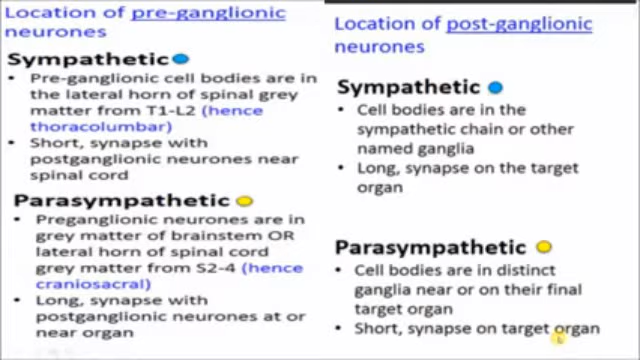 Location of pre-ganglionic
neurones
Sympathetic
• Pre-ganglionic cell bodies are in
the lateral horn of spinal grey
matter from T1-L2 (hence
thoracolumbar)
• Short, synapse with
postganglionic neurones near
spinal cord
Parasympathetic
• Preganglionic neurones are in
grey matter of brainstem OR
lateral horn of spinal cord
grey matter from S2-4 (hence
craniosacral)
• Long, synapse with
postganglionic neurones at or
near organ
Location of post-ganglionic
neurones
Sympathetic
• Cell bodies are in the
sympathetic chain or other
named ganglia
• Long, synapse on the target
organ
Parasympathetic
• Cell bodies are in distinct
ganglia near or on their final
target organ
• Short, synapse on target organ